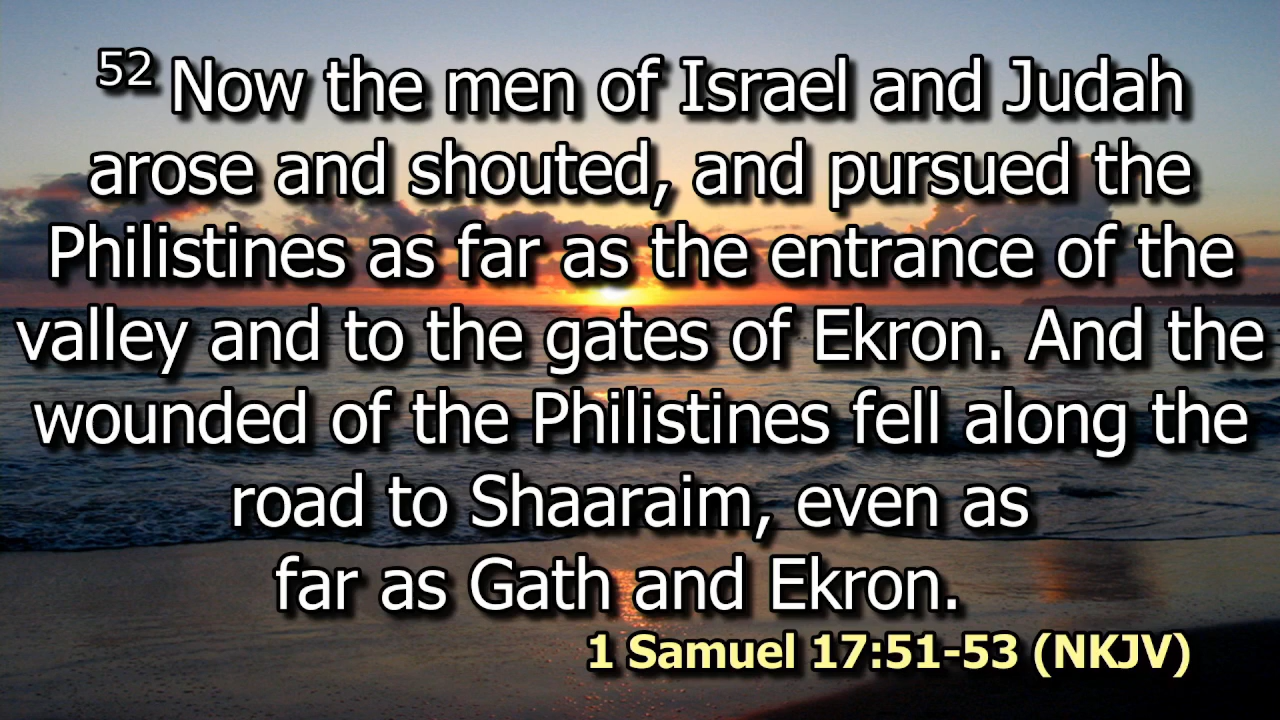 52 Now the men of Israel and Judah
arose and shouted, and pursued the
Philistines as far as the entrance of the
valley and to the gates of Ekron. And the
wounded of the Philistines fell along the
road to Shaaraim, even as
far as Gath and Ekron.
1 Samuel 17:51-53 (NKJV)